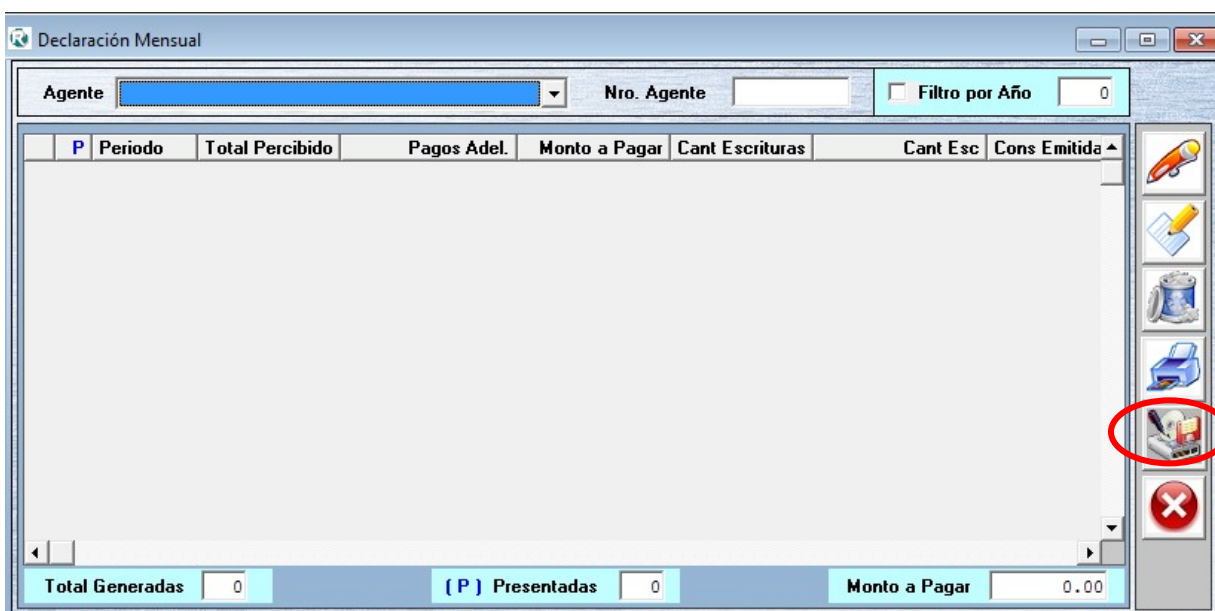 Declaración Mensual
Agente Nro. Agente Filtro por Año 0
P Periodo Total Percibido Pagos Adel. Monto a Pagar Cant Escrituras Cant Esc Cons Emitida
Total Generadas 0 ( P ) Presentadas 0 Monto a Pagar 0.00